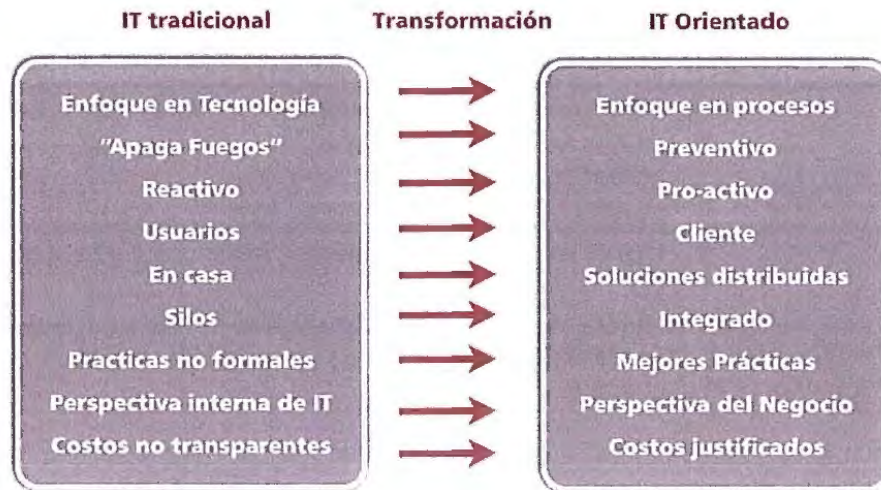 IT tradicional Transformación IT Orientado
Enfoque en Tecnología Enfoque en procesos
"Apaga Fuegos" Preventivo
Reactivo Pro-activo
Usuarios Cliente
En casa Soluciones distribuidas
Silos Integrado
Practicas no formales Mejores Prácticas
Perspectiva interna de IT Perspectiva del Negocio
Costos no transparentes Costos justificados